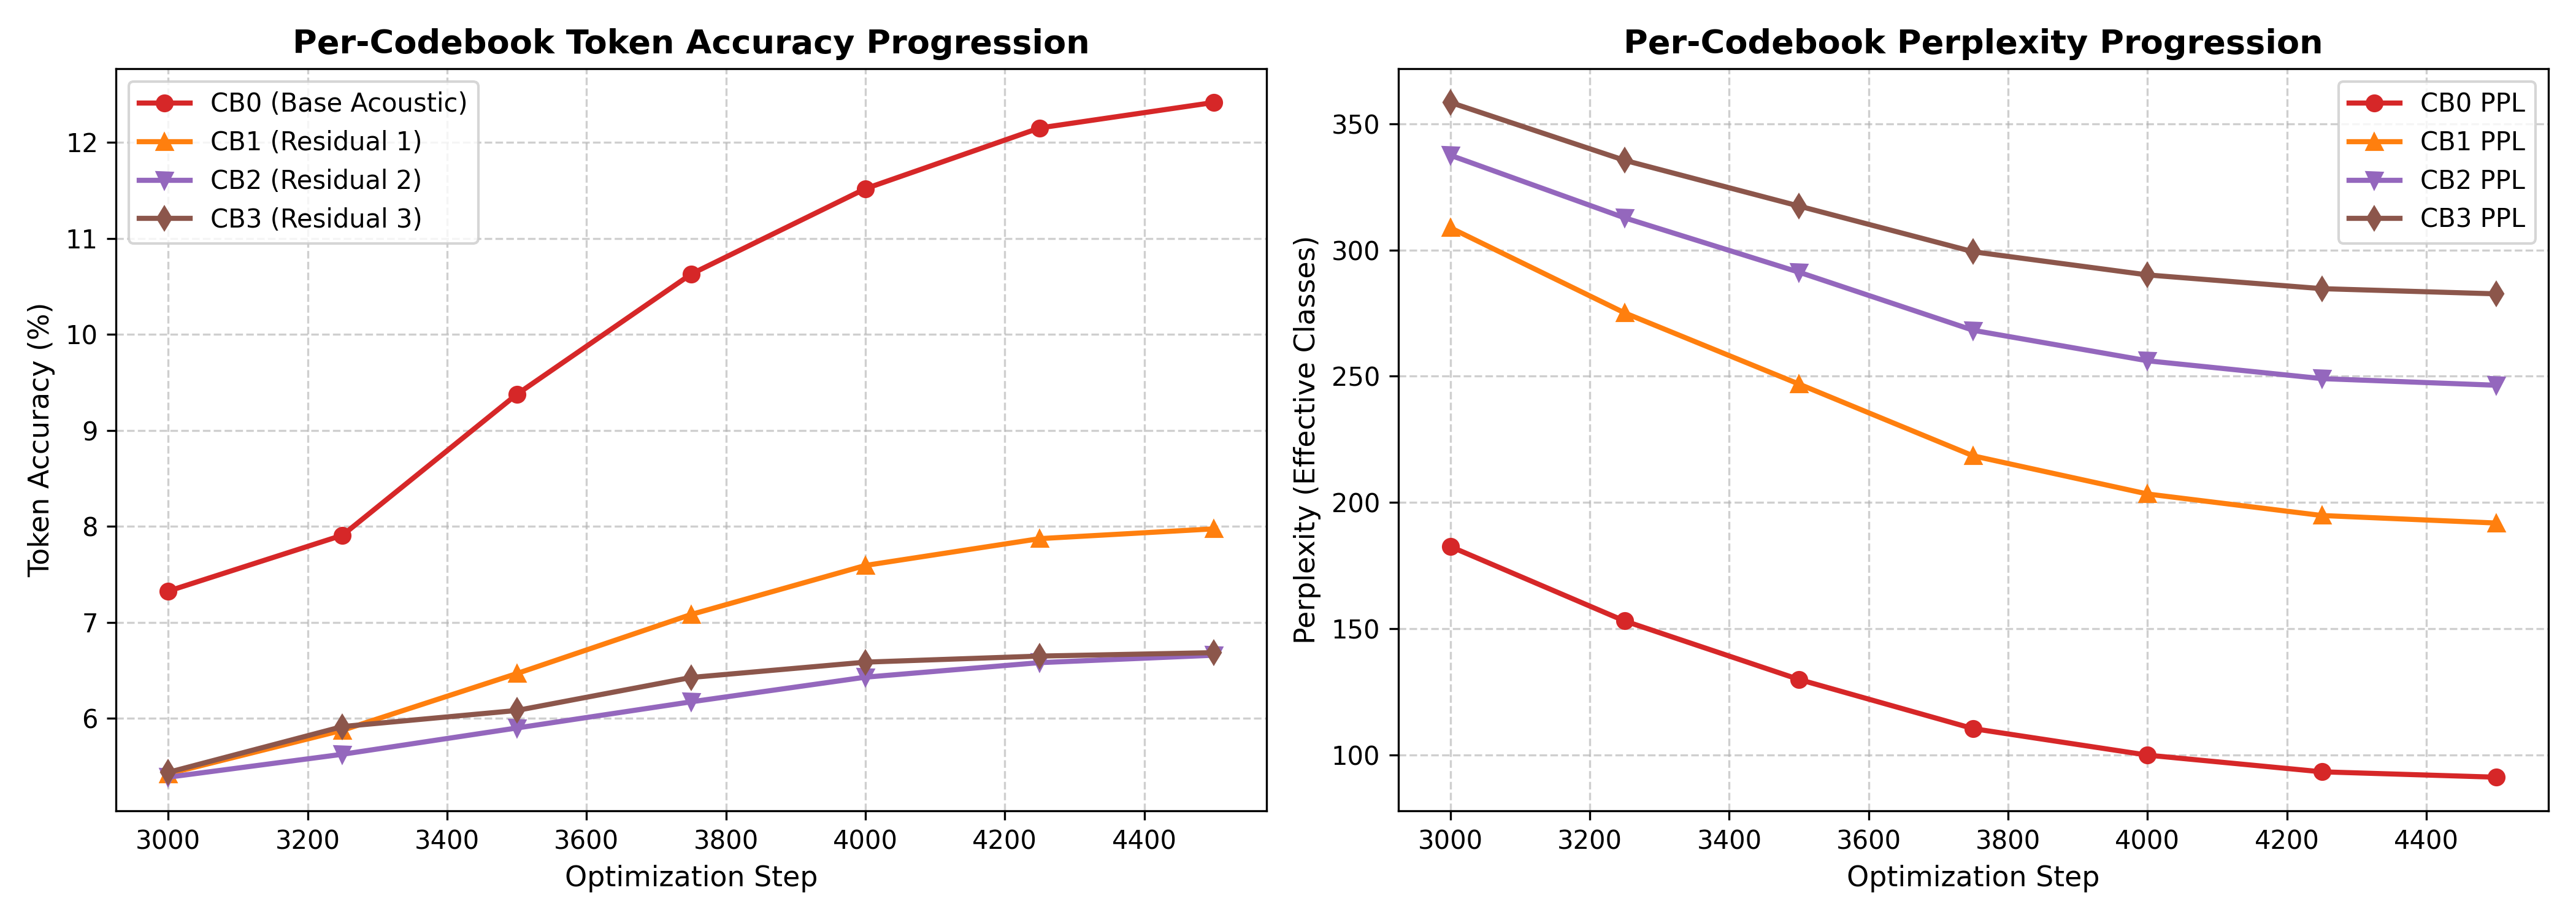 Per-Codebook Token Accuracy Progression
Token Accuracy (%)
12
11
10
9
8
7
6
CB0 (Base Acoustic)
CB1 (Residual 1)
CB2 (Residual 2)
CB3 (Residual 3)
3000 3200 3400 3600 3800 4000 4200 4400
Optimization Step
Per-Codebook Perplexity Progression
Perplexity (Effective Classes)
350
300
250
200
150
100
CB0 PPL
CB1 PPL
CB2 PPL
CB3 PPL
3000 3200 3400 3600 3800 4000 4200 4400
Optimization Step